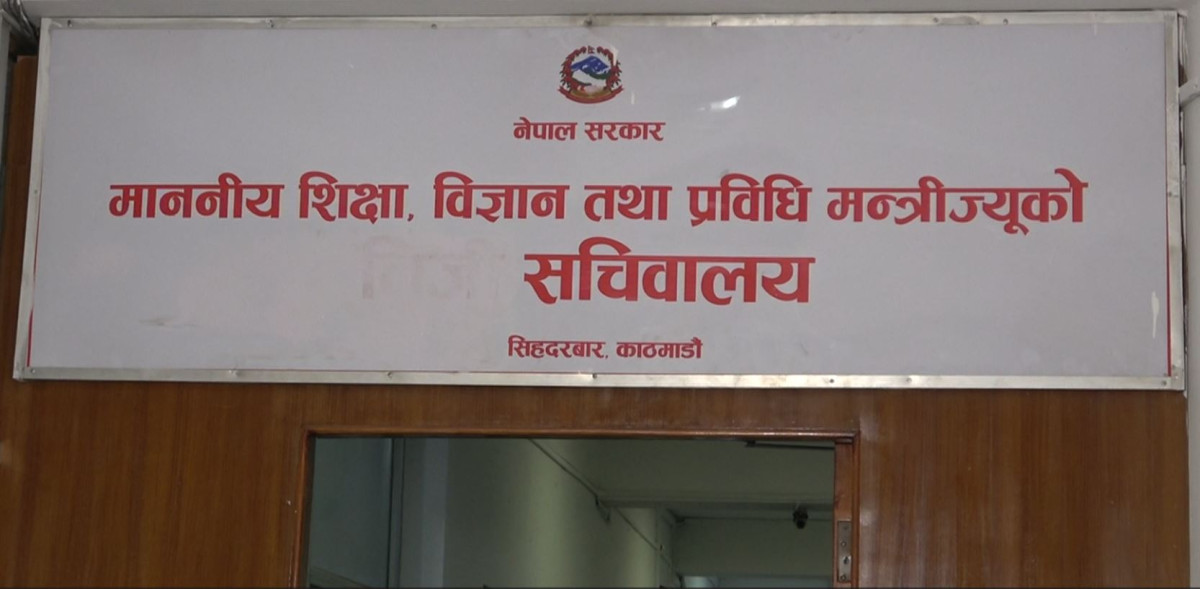 नेपाल सरकार
माननीय शिक्षा, विज्ञान तथा प्रविधि मन्त्रीज्यूको
सचिवालय
सिहदरबार, काठमाडौ